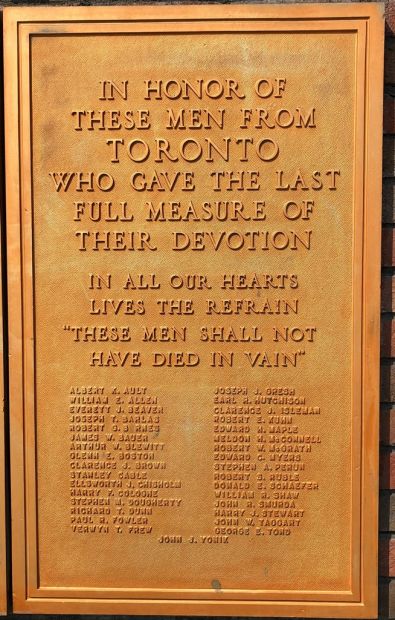 IN HONOR OF
THESE MEN FROM
TORONTO
WHO GAVE THE LAST
FULL MEASURE OF
THEIR DEVOTION
IN ALL OUR HEARTS
LIVES THE REFRAIN
"THESE MEN SHALL NOT
HAVE DIED IN VAIN"
ALBERT K. AULT
WILLIAM E. ALLEN
EVERETT J. BEAVER
JOSEPH T. BARLAS
ROBERT S. BIRES
JAMES W. BAUER
ARTHUR W. BLEWITT
GLENN E. BOSTON
CLARENCE J. BROWN
STANLEY CABLE
ELLSWORTH J. CHISHOLM
HARRY F. COLOGNE
STEPHEN M. DOUGHERTY
RICHARD T. DUNN
PAUL R. FOWLER
VERWYN T. FREW
JOSEPH J. GRESH
EARL R. HUTCHISON
CLARENCE J. ISLEMAN
ROBERT E. KUHN
EDWARD H. MAPLE
WELDON H. McCONNELL
ROBERT W. McGRATH
EDWARD C. MYERS
STEPHEN A. PERUN
ROBERT S. RUBLE
DONALD E. SCHAEFER
WILLIAM R. SHAW
JOHN R. SMURDA
HARRY J. STEWART
JOHN W. TAGGART
GEORGE E. TOND
JOHN J. YONIK